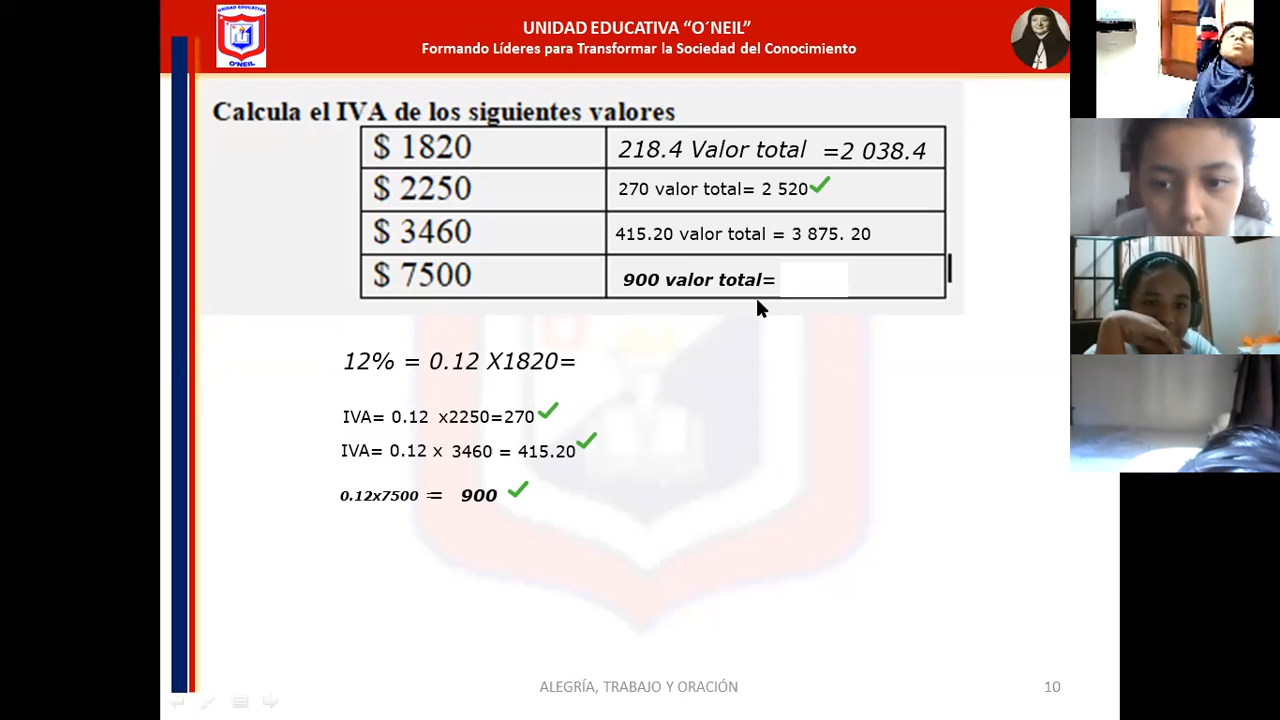 UNIDAD EDUCATIVA “O´NEIL”
Formando Líderes para Transformar la Sociedad del Conocimiento
UNIDAD EDUCATIVA
O'NEIL
Calcula el IVA de los siguientes valores
$ 1820 218.4 Valor total =2 038.4
$ 2250 270 valor total= 2 520
$ 3460 415.20 valor total = 3 875. 20
$ 7500 900 valor total=
12% = 0.12 X1820=
IVA= 0.12 x2250=270
IVA= 0.12 x 3460 = 415.20
0.12x7500 = 900
ALEGRÍA, TRABAJO Y ORACIÓN 10